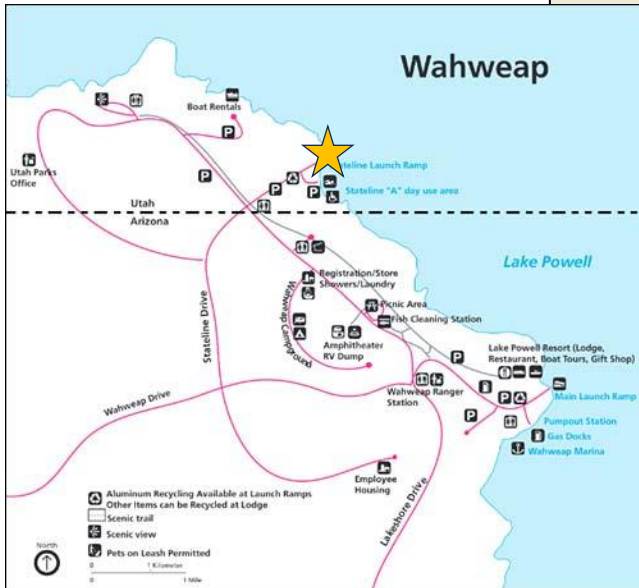 Wahweap
Boat Rentals
Utah Parks
Office
Launch Ramp
Stateline "A" day use area
Utah
Arizona
Lake Powell
Registration/Store
Showers/Laundry
Wahweap Campground
Stateline Drive
Picnic Area
Fish Cleaning Station
Amphitheater
RV Dump
Lake Powell Resort (Lodge,
Restaurant, Boat Tours, Gift Shop)
Wahweap Ranger
Station
Main Launch Ramp
Wahweap Drive
Pumpout Station
Gas Docks
Wahweap Marina
Employee
Housing
Lakeshore Drive
Aluminum Recycling Available at Launch Ramps
Other Items can be Recycled at Lodge
Scenic trail
Scenic view
Pets on Leash Permitted
North
0 1 Kilometer
0 1 Mile
P
P
P
P
P
P
P